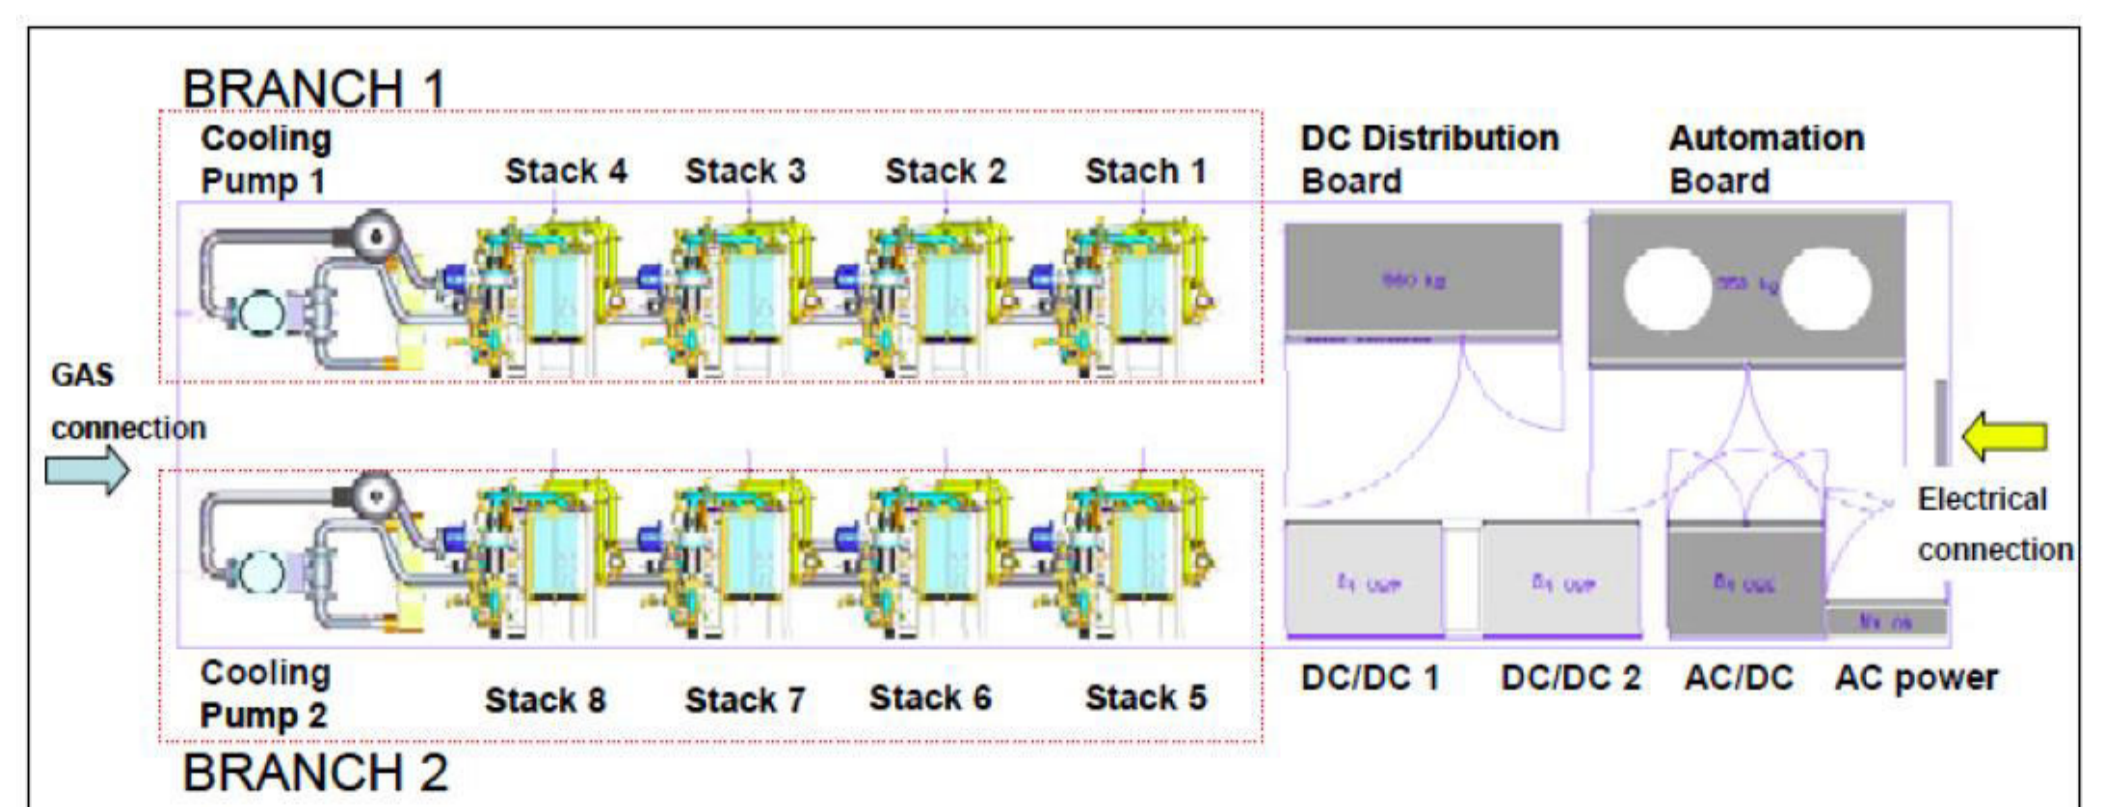 BRANCH 1
Cooling
Pump 1
Stack 4
Stack 3
Stack 2
Stach 1
DC Distribution
Board
Automation
Board
GAS
connection
Electrical
connection
Cooling
Pump 2
Stack 8
Stack 7
Stack 6
Stack 5
DC/DC 1
DC/DC 2
AC/DC
AC power
BRANCH 2